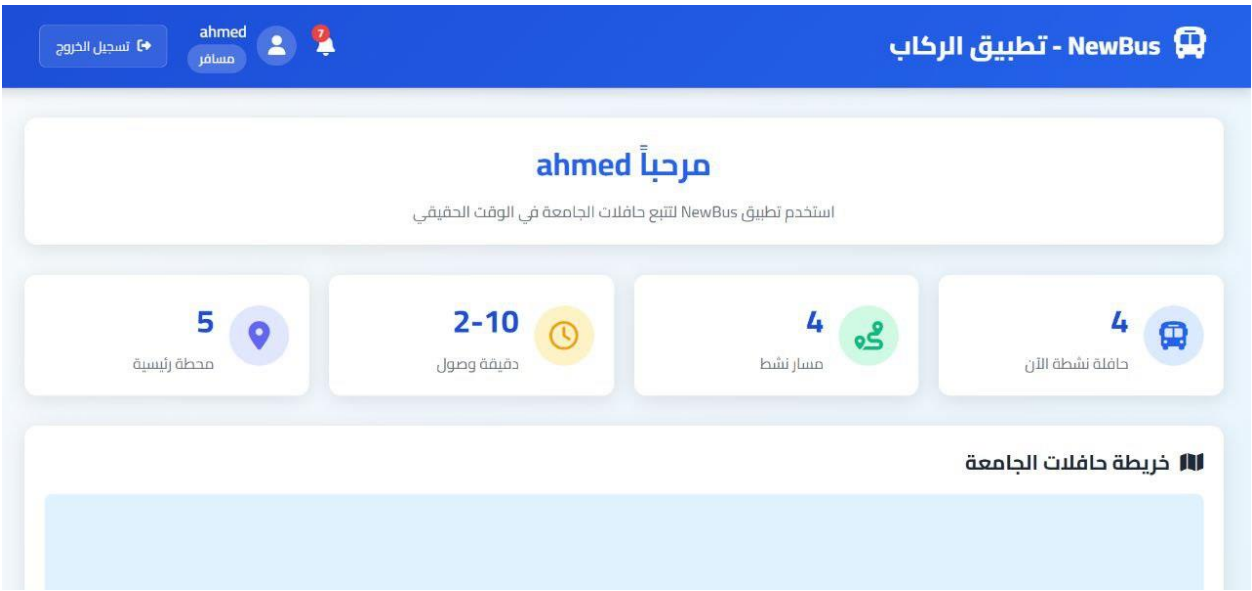 NewBus - تطبيق الركاب
7
ahmed
مسافر
تسجيل الخروج
مرحباً ahmed
استخدم تطبيق NewBus لتتبع حافلات الجامعة في الوقت الحقيقي
4
حافلة نشطة الآن
4
مسار نشط
2-10
دقيقة وصول
5
محطة رئيسية
خريطة حافلات الجامعة